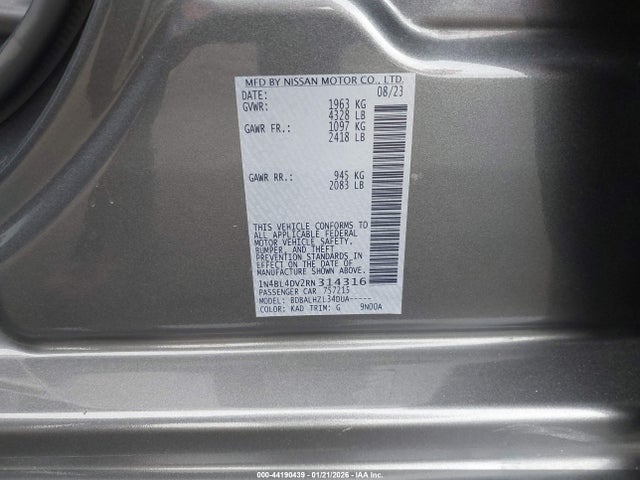 MFD BY NISSAN MOTOR CO., LTD.
DATE: 08/23
GVWR: 1963 KG
4328 LB
GAWR FR.: 1097 KG
2418 LB
GAWR RR.: 945 KG
2083 LB
THIS VEHICLE CONFORMS TO
ALL APPLICABLE FEDERAL
MOTOR VEHICLE SAFETY,
BUMPER, AND THEFT
PREVENTION STANDARDS IN
EFFECT ON THE DATE OF
MANUFACTURE SHOWN ABOVE.
1N4BL4DV2RN314316
PASSENGER CAR 757215
MODEL: BDBALHZL34DUA-----
COLOR: KAD TRIM: G 9N00A
000-44190439 - 01/21/2026 - IAA Inc.